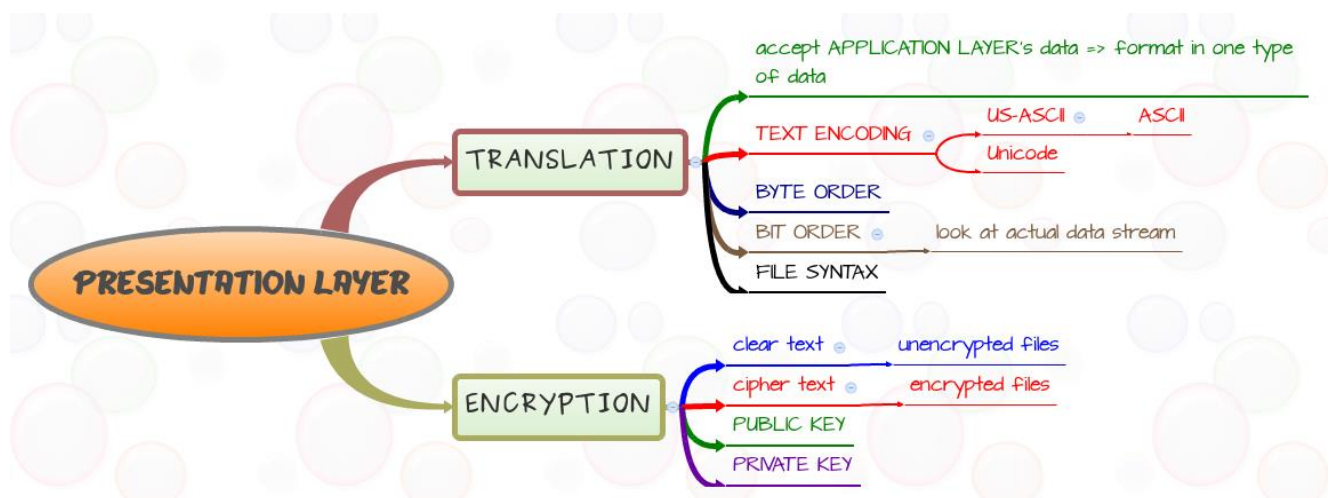 accept APPLICATION LAYER's data => format in one type
of data
US-ASCII
ASCII
TEXT ENCODING
Unicode
TRANSLATION
BYTE ORDER
BIT ORDER
look at actual data stream
FILE SYNTAX
PRESENTATION LAYER
clear text
unencrypted files
cipher text
encrypted files
ENCRYPTION
PUBLIC KEY
PRIVATE KEY